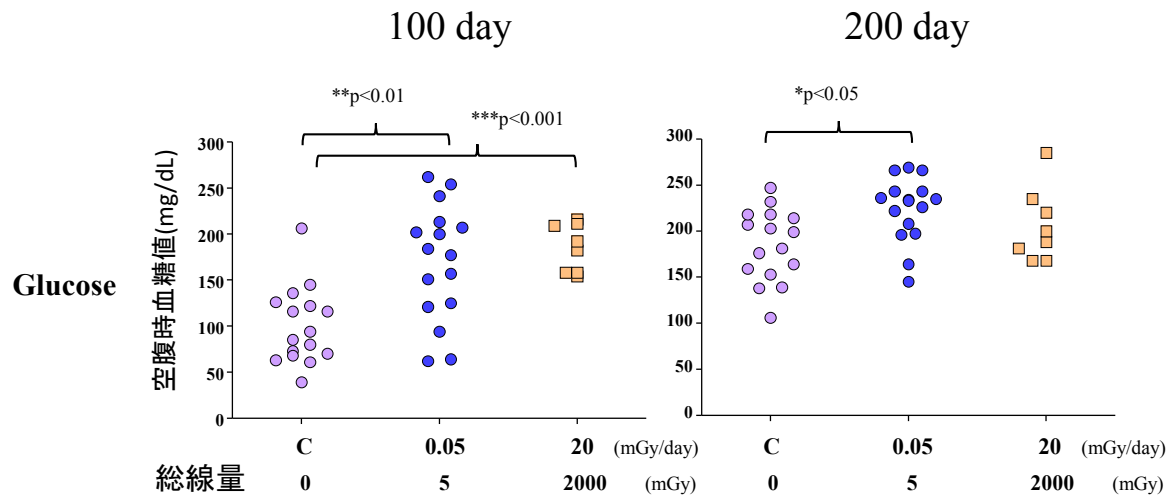 100 day
200 day
**p<0.01
***p<0.001
*p<0.05
Glucose
空腹時血糖値(mg/dL)
300
250
200
150
100
50
0
300
250
200
150
100
50
0
C 0.05 20 (mGy/day)
C 0.05 20 (mGy/day)
総線量 0 5 2000 (mGy)
0 5 2000 (mGy)